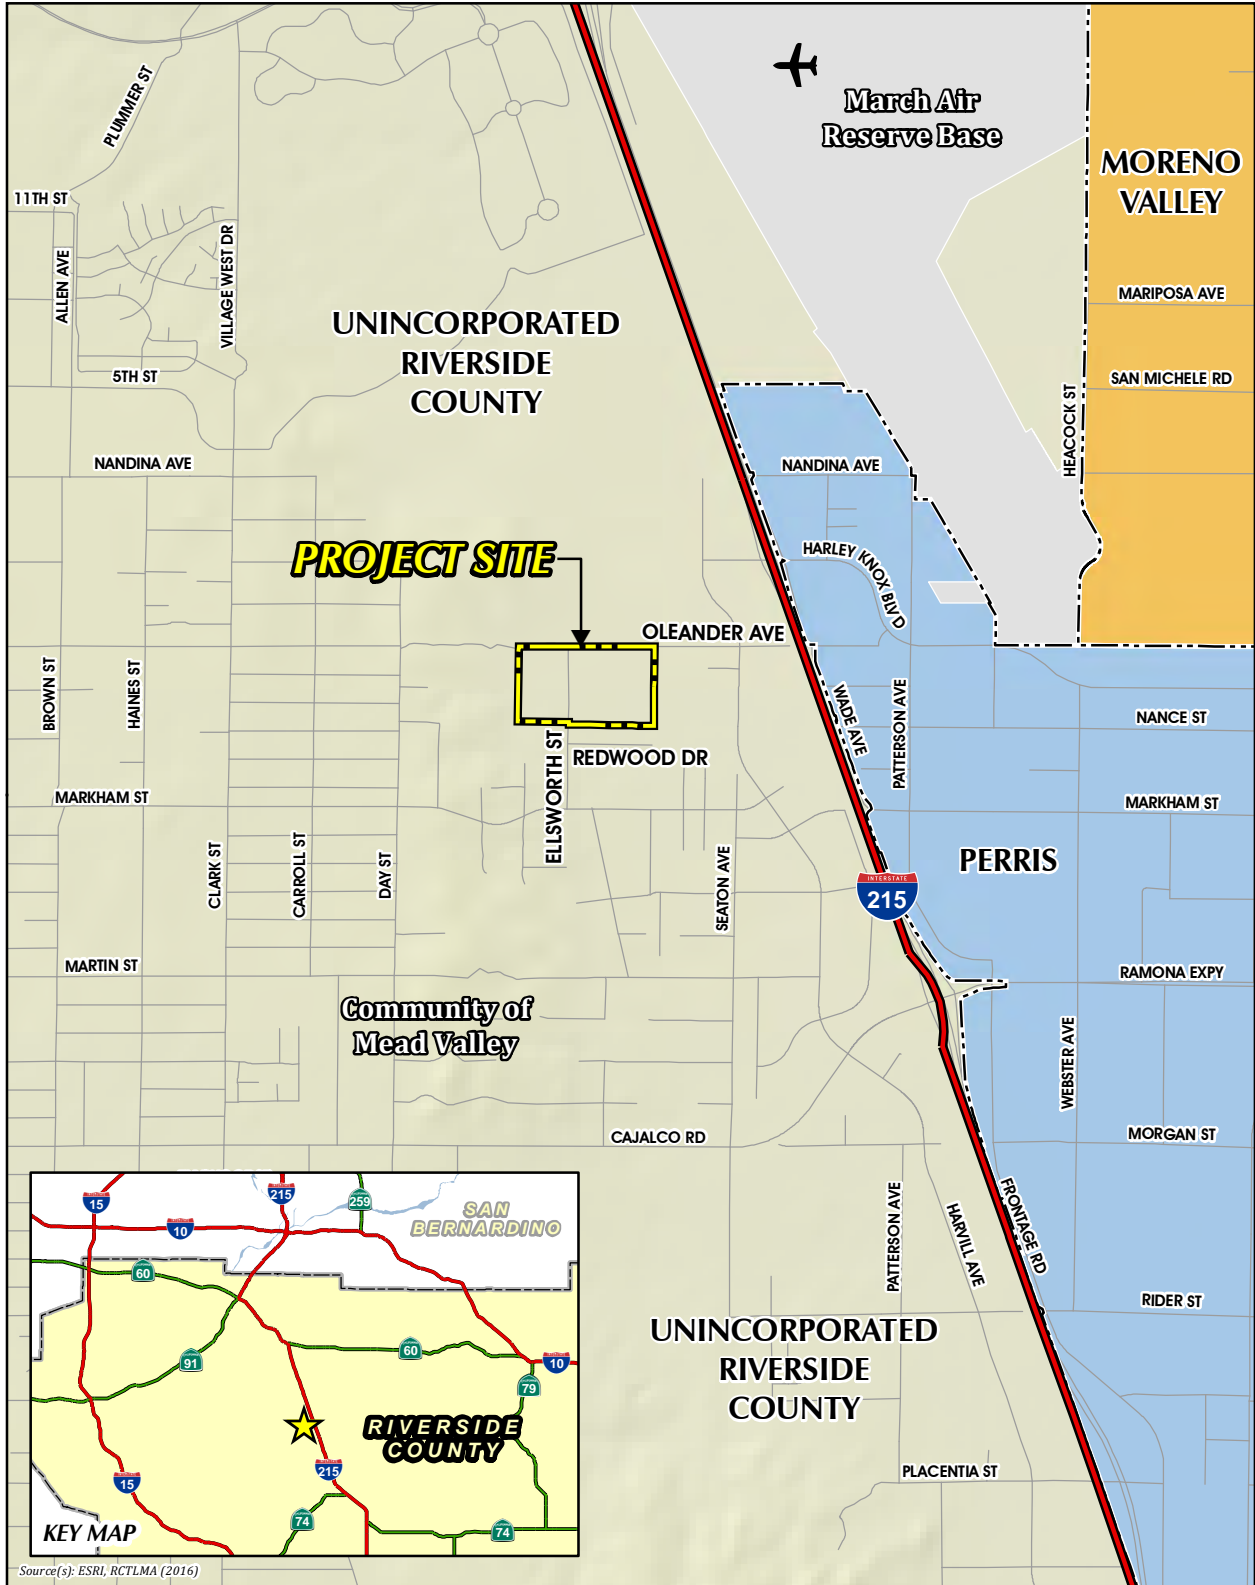 PLUMMER ST
March Air
Reserve Base
MORENO
VALLEY
11TH ST
ALLEN AVE
VILLAGE WEST DR
MARIPOSA AVE
UNINCORPORATED
RIVERSIDE
COUNTY
5TH ST
SAN MICHELE RD
HEACOCK ST
NANDINA AVE
NANDINA AVE
HARLEY KNOX BLVD
PROJECT SITE
OLEANDER AVE
BROWN ST
HAINES ST
WADE AVE
PATTERSON AVE
NANCE ST
ELLSWORTH ST
REDWOOD DR
MARKHAM ST
MARKHAM ST
CLARK ST
CARROLL ST
DAY ST
SEATON AVE
PERRIS
INTERSTATE
215
MARTIN ST
RAMONA EXPY
Community of
Mead Valley
WEBSTER AVE
CAJALCO RD
MORGAN ST
PATTERSON AVE
HARVILL AVE
FRONTAGE RD
RIDER ST
UNINCORPORATED
RIVERSIDE
COUNTY
PLACENTIA ST
15
215
259
SAN
BERNARDINO
10
60
91
60
10
79
RIVERSIDE
COUNTY
15
215
74
74
KEY MAP
Source(s): ESRI, RCTLMA (2016)